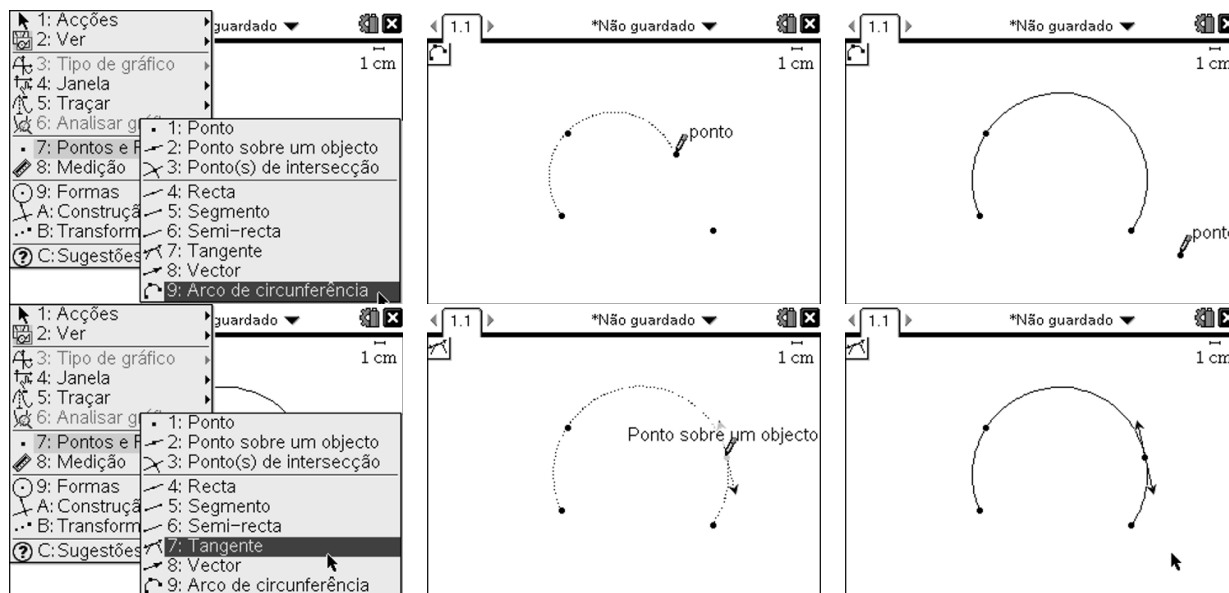 1: Acções
2: Ver
3: Tipo de gráfico
4: Janela
5: Traçar
6: Analisar
7: Pontos e
8: Medição
9: Formas
A: Construçã
B: Transform
C: Sugestões
guardado
1 cm
1: Ponto
2: Ponto sobre um objecto
3: Ponto(s) de intersecção
4: Recta
5: Segmento
6: Semi-recta
7: Tangente
8: Vector
9: Arco de circunferência
1.1
*Não guardado
1 cm
ponto
1.1
*Não guardado
1 cm
ponto
1: Acções
2: Ver
3: Tipo de gráfico
4: Janela
5: Traçar
6: Analisar
7: Pontos e
8: Medição
9: Formas
A: Construçã
B: Transform
C: Sugestões
guardado
1 cm
1: Ponto
2: Ponto sobre um objecto
3: Ponto(s) de intersecção
4: Recta
5: Segmento
6: Semi-recta
7: Tangente
8: Vector
9: Arco de circunferência
1.1
*Não guardado
1 cm
Ponto sobre um objecto
1.1
*Não guardado
1 cm